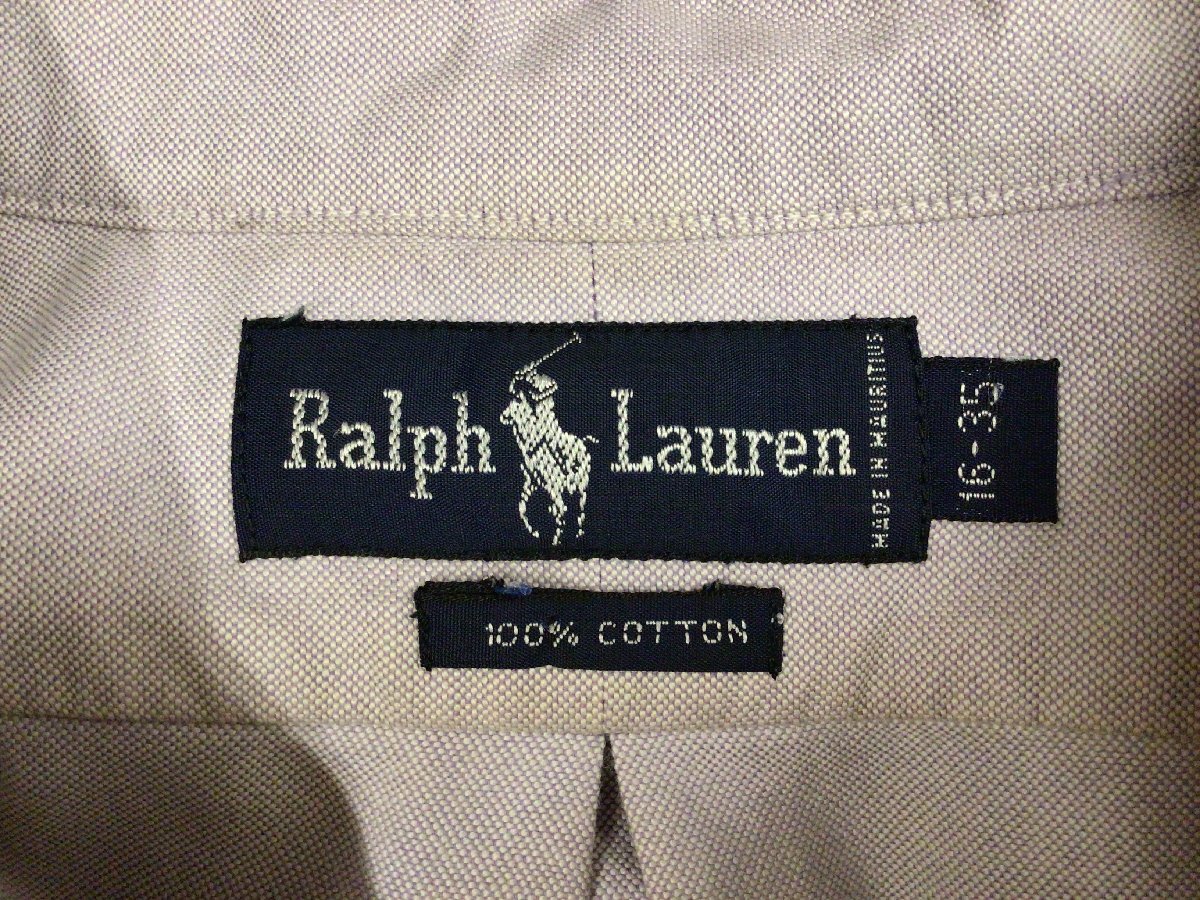 Ralph Lauren
MADE IN MAURITIUS
16-35
100% COTTON